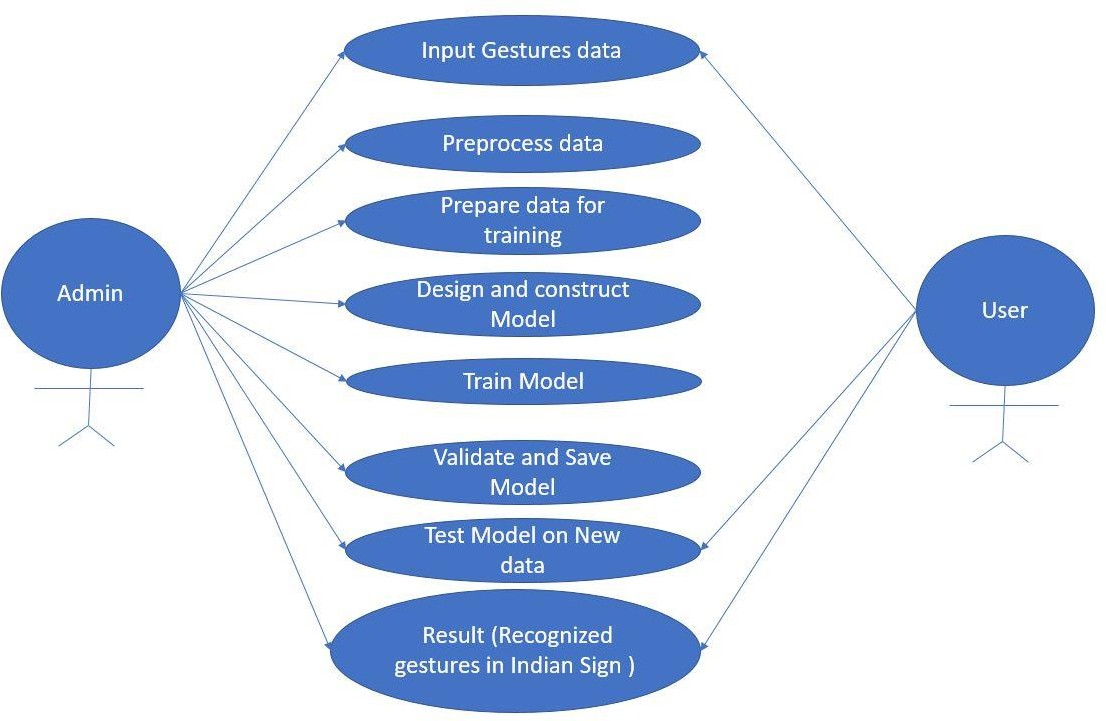 Input Gestures data
Preprocess data
Prepare data for
training
Admin
Design and construct
Model
User
Train Model
Validate and Save
Model
Test Model on New
data
Result (Recognized
gestures in Indian Sign )